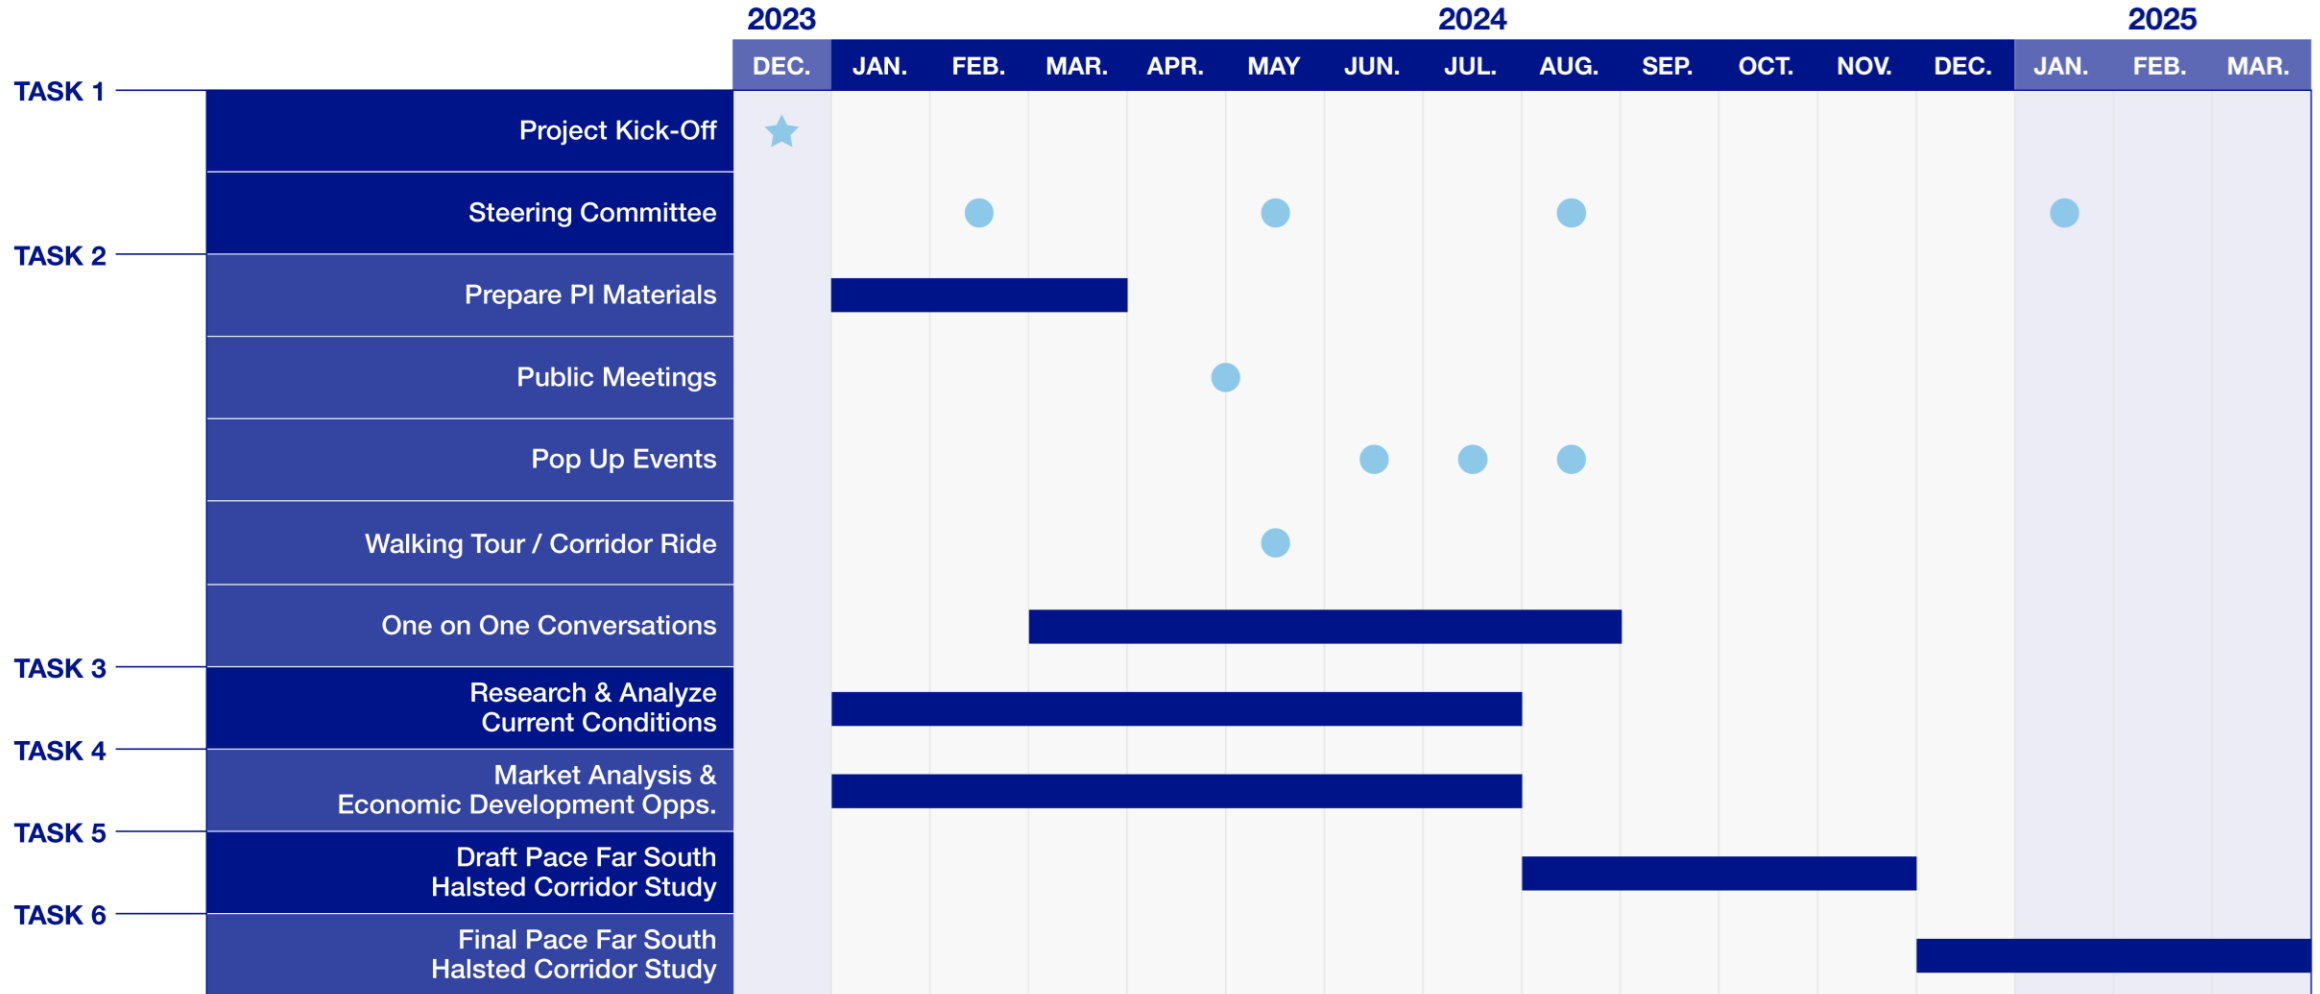 2023 2024 2025
DEC. JAN. FEB. MAR. APR. MAY JUN. JUL. AUG. SEP. OCT. NOV. DEC. JAN. FEB. MAR.
TASK 1
Project Kick-Off
Steering Committee
TASK 2
Prepare PI Materials
Public Meetings
Pop Up Events
Walking Tour / Corridor Ride
One on One Conversations
TASK 3
Research & Analyze
Current Conditions
TASK 4
Market Analysis &
Economic Development Opps.
TASK 5
Draft Pace Far South
Halsted Corridor Study
TASK 6
Final Pace Far South
Halsted Corridor Study